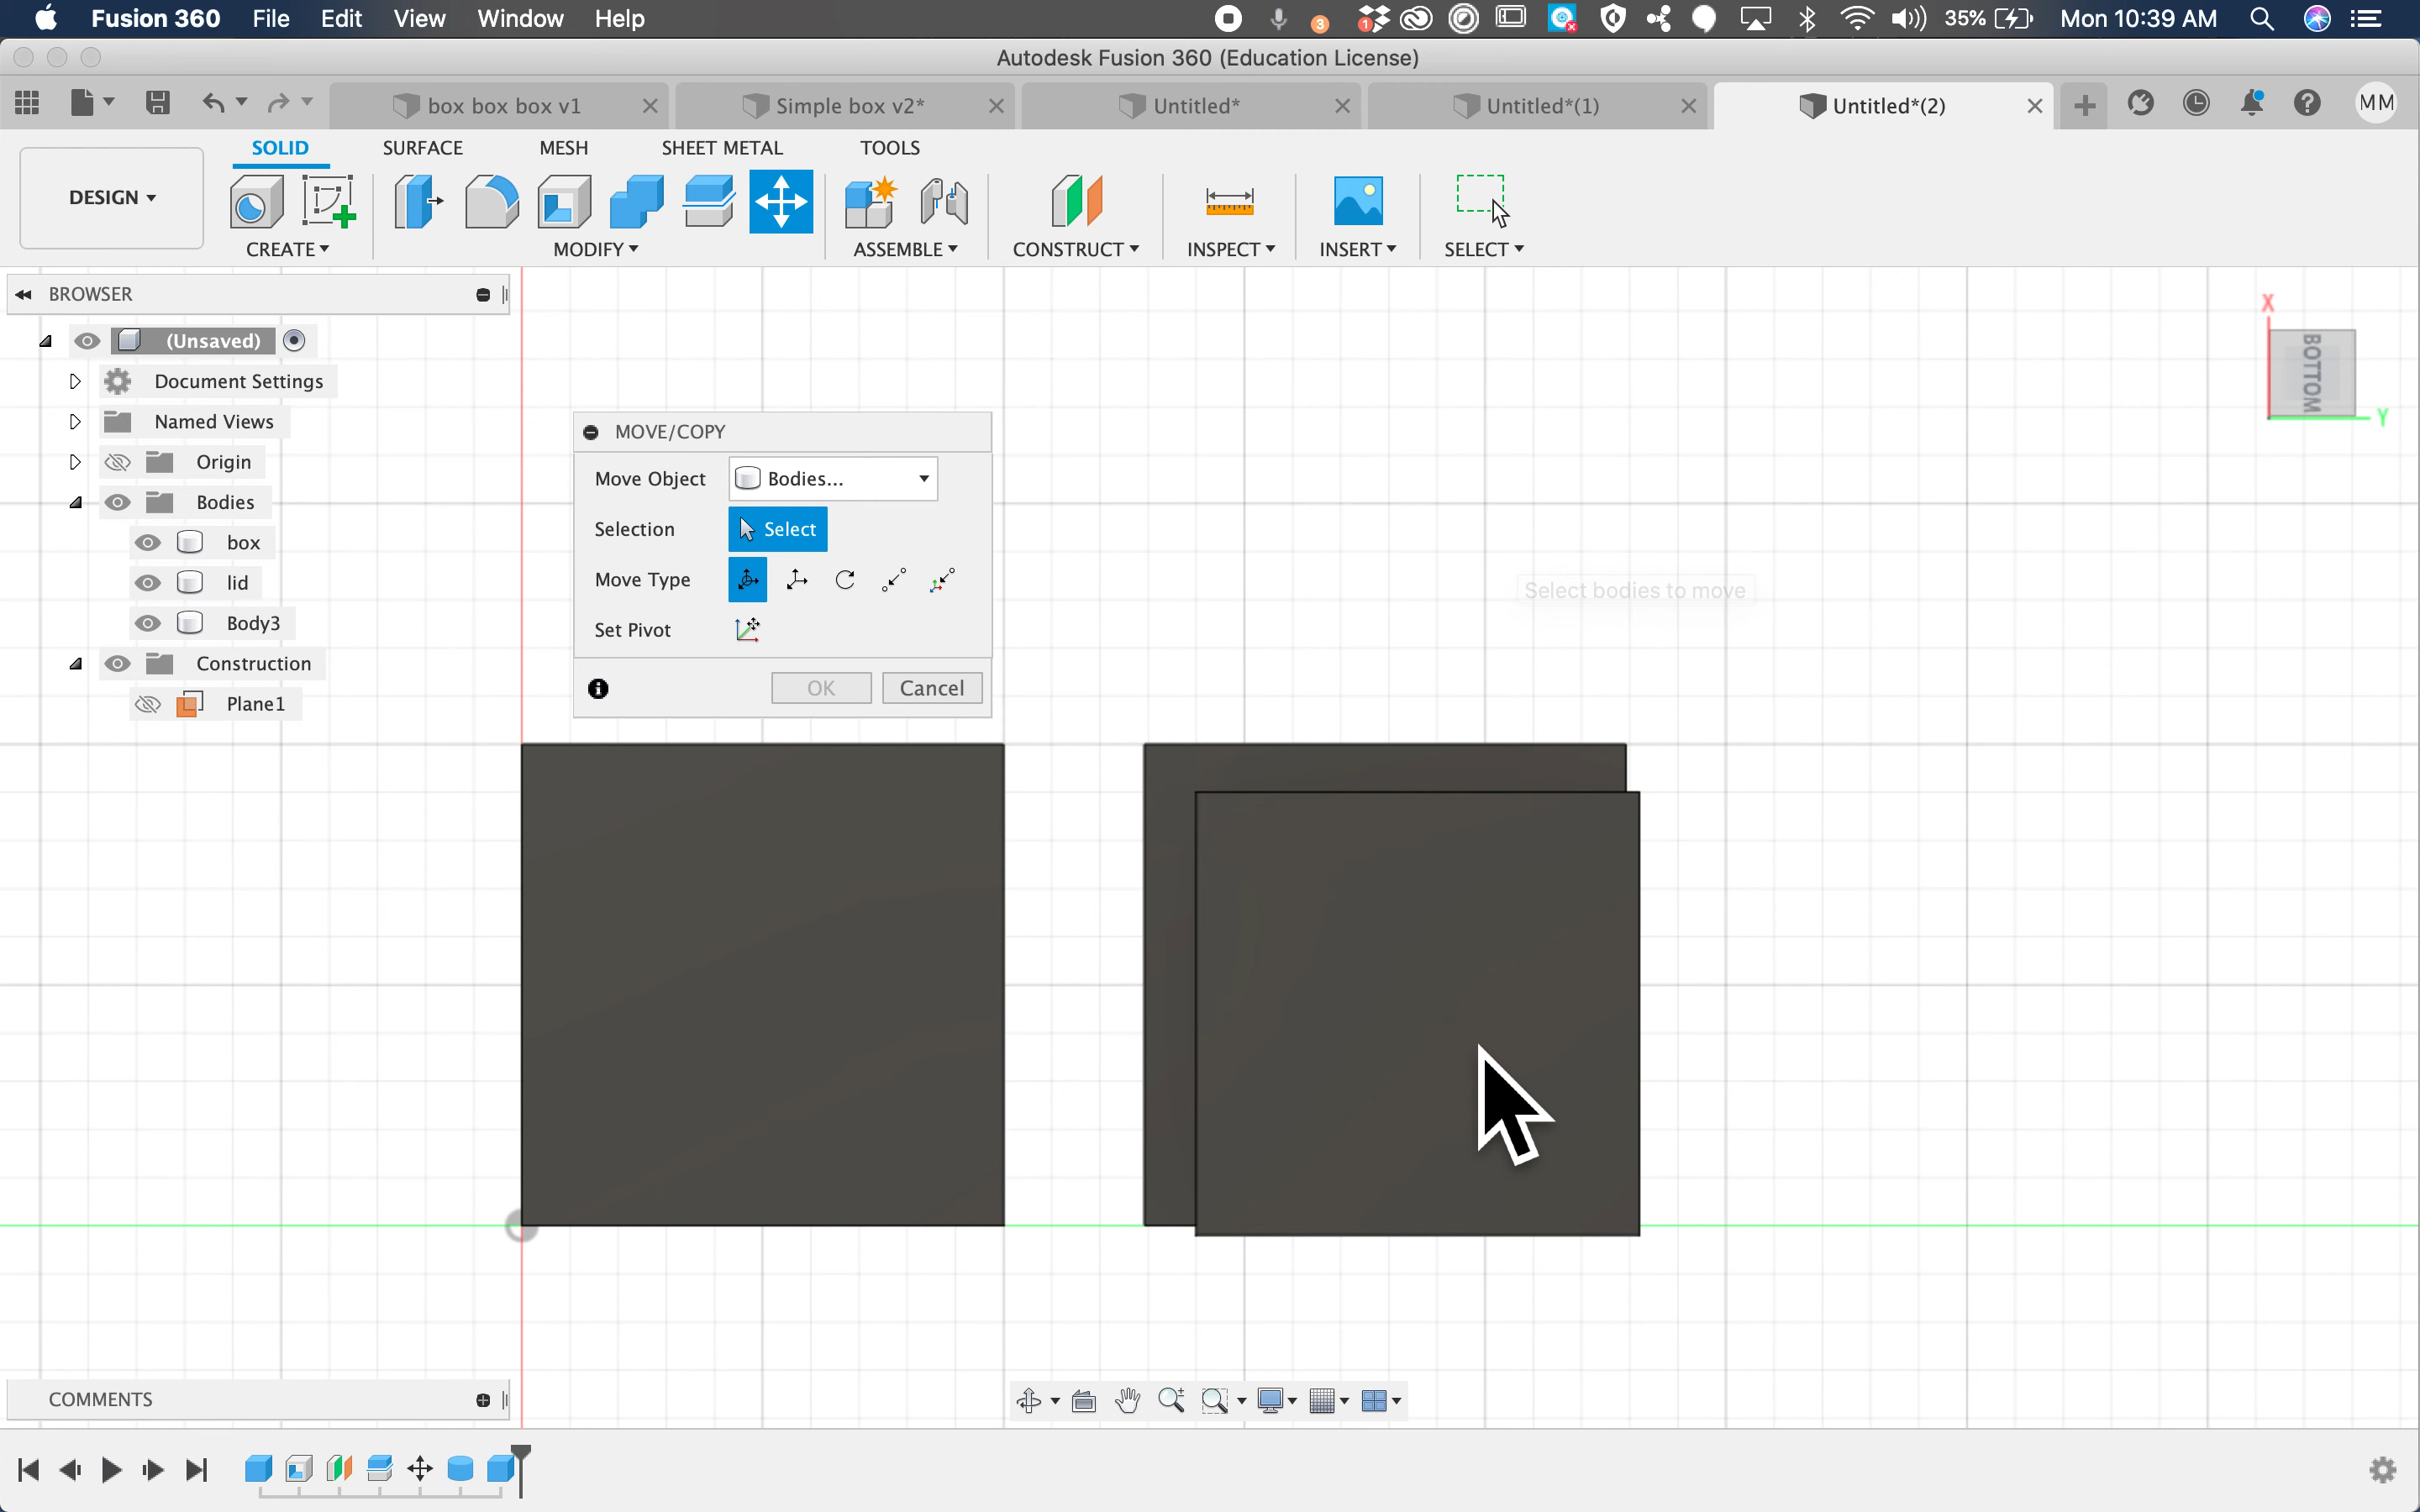 Fusion 360 File Edit View Window Help 3 1 35% Mon 10:39 AM
Autodesk Fusion 360 (Education License)
box box box v1 Simple box v2* Untitled* Untitled*(1) Untitled*(2) MM
SOLID SURFACE MESH SHEET METAL TOOLS
DESIGN
CREATE MODIFY ASSEMBLE CONSTRUCT INSPECT INSERT SELECT
BROWSER
(Unsaved)
Document Settings
Named Views
Origin
Bodies
box
lid
Body3
Construction
Plane1
MOVE/COPY
Move Object Bodies...
Selection Select
Move Type
Set Pivot
OK Cancel
Select bodies to move
X
BOTTOM
Y
COMMENTS